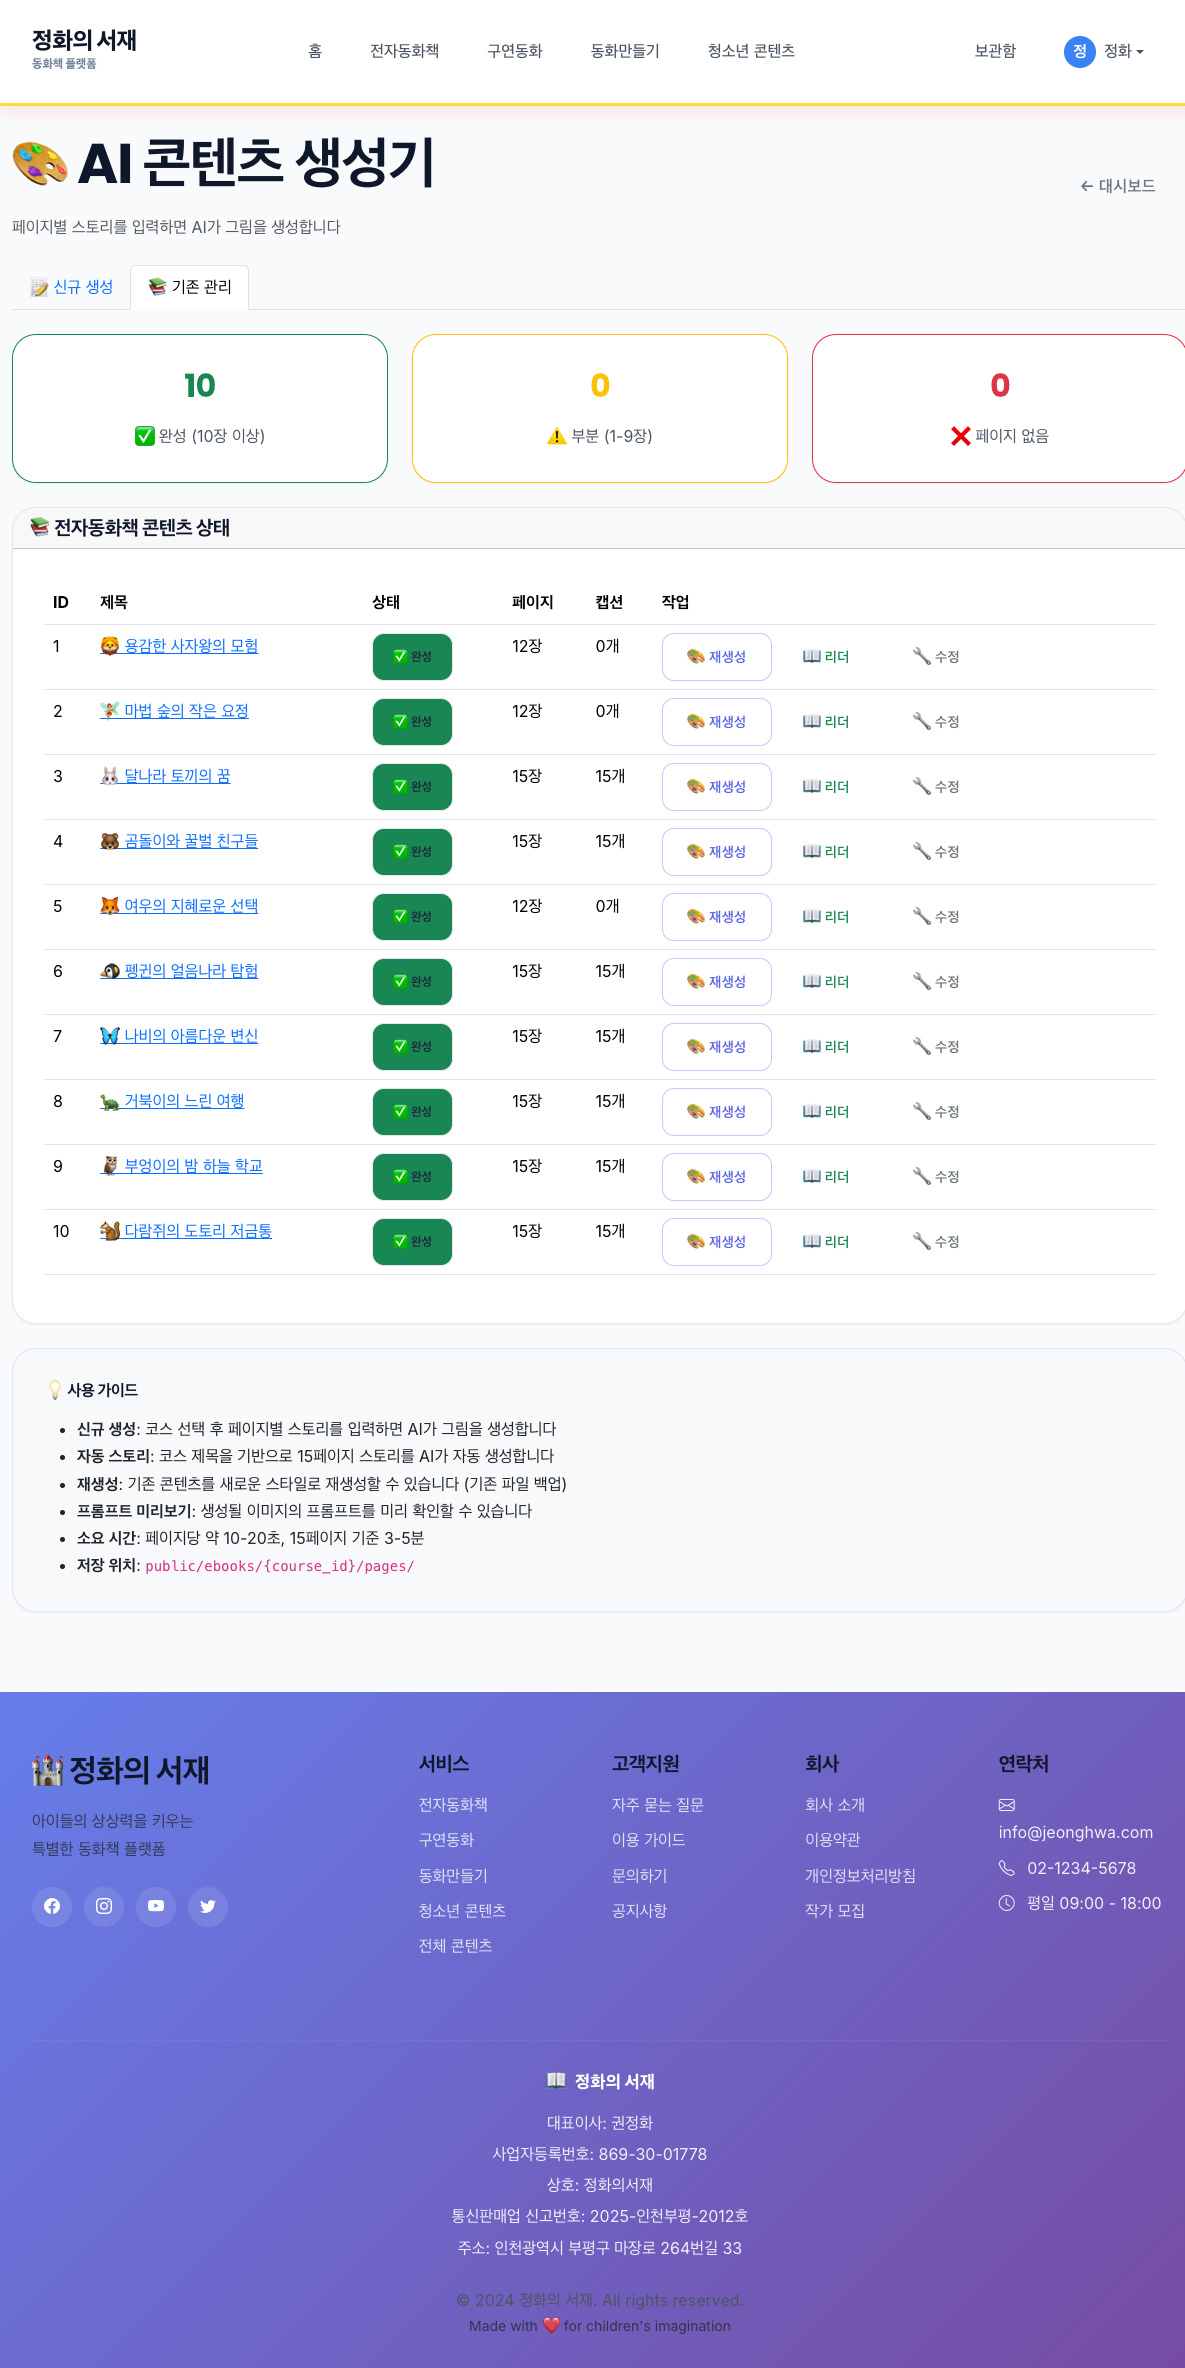 정화의 서재
동화책 플랫폼
홈
전자동화책
구연동화
동화만들기
청소년 콘텐츠
보관함
정
정화
🎨 AI 콘텐츠 생성기
← 대시보드
페이지별 스토리를 입력하면 AI가 그림을 생성합니다
📝 신규 생성
📚 기존 관리
10
✅ 완성 (10장 이상)
0
⚠️ 부분 (1-9장)
0
❌ 페이지 없음
📚 전자동화책 콘텐츠 상태
ID 제목 상태 페이지 캡션 작업
1 🦁 용감한 사자왕의 모험 ✅ 완성 12장 0개 🎨 재생성 📖 리더 🔧 수정
2 🧚 마법 숲의 작은 요정 ✅ 완성 12장 0개 🎨 재생성 📖 리더 🔧 수정
3 🐰 달나라 토끼의 꿈 ✅ 완성 15장 15개 🎨 재생성 📖 리더 🔧 수정
4 🐻 곰돌이와 꿀벌 친구들 ✅ 완성 15장 15개 🎨 재생성 📖 리더 🔧 수정
5 🦊 여우의 지혜로운 선택 ✅ 완성 12장 0개 🎨 재생성 📖 리더 🔧 수정
6 🐧 펭귄의 얼음나라 탐험 ✅ 완성 15장 15개 🎨 재생성 📖 리더 🔧 수정
7 🦋 나비의 아름다운 변신 ✅ 완성 15장 15개 🎨 재생성 📖 리더 🔧 수정
8 🐢 거북이의 느린 여행 ✅ 완성 15장 15개 🎨 재생성 📖 리더 🔧 수정
9 🦉 부엉이의 밤 하늘 학교 ✅ 완성 15장 15개 🎨 재생성 📖 리더 🔧 수정
10 🐿️ 다람쥐의 도토리 저금통 ✅ 완성 15장 15개 🎨 재생성 📖 리더 🔧 수정
💡 사용 가이드
• 신규 생성: 코스 선택 후 페이지별 스토리를 입력하면 AI가 그림을 생성합니다
• 자동 스토리: 코스 제목을 기반으로 15페이지 스토리를 AI가 자동 생성합니다
• 재생성: 기존 콘텐츠를 새로운 스타일로 재생성할 수 있습니다 (기존 파일 백업)
• 프롬프트 미리보기: 생성될 이미지의 프롬프트를 미리 확인할 수 있습니다
• 소요 시간: 페이지당 약 10-20초, 15페이지 기준 3-5분
• 저장 위치: public/ebooks/{course_id}/pages/
🏰 정화의 서재
아이들의 상상력을 키우는
특별한 동화책 플랫폼
서비스
전자동화책
구연동화
동화만들기
청소년 콘텐츠
전체 콘텐츠
고객지원
자주 묻는 질문
이용 가이드
문의하기
공지사항
회사
회사 소개
이용약관
개인정보처리방침
작가 모집
연락처
info@jeonghwa.com
02-1234-5678
평일 09:00 - 18:00
📖 정화의 서재
대표이사: 권정화
사업자등록번호: 869-30-01778
상호: 정화의서재
통신판매업 신고번호: 2025-인천부평-2012호
주소: 인천광역시 부평구 마장로 264번길 33
© 2024 정화의 서재. All rights reserved.
Made with ❤️ for children's imagination